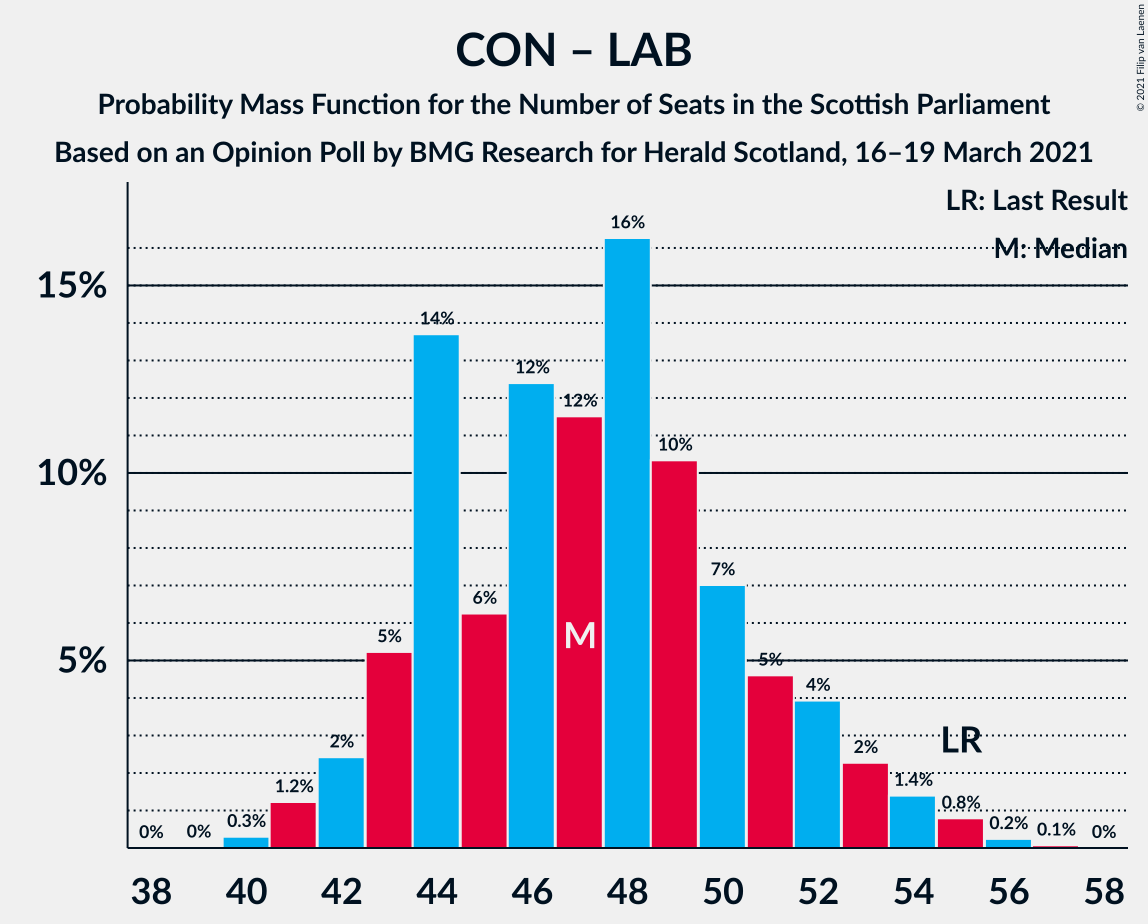 CON – LAB
Probability Mass Function for the Number of Seats in the Scottish Parliament
Based on an Opinion Poll by BMG Research for Herald Scotland, 16–19 March 2021
© 2021 Filip van Laenen
LR: Last Result
M: Median
15%
10%
5%
0%
0%
0.3%
1.2%
2%
5%
14%
6%
12%
12%
16%
10%
7%
5%
4%
2%
1.4%
0.8%
0.2%
0.1%
0%
M
LR
38 40 42 44 46 48 50 52 54 56 58